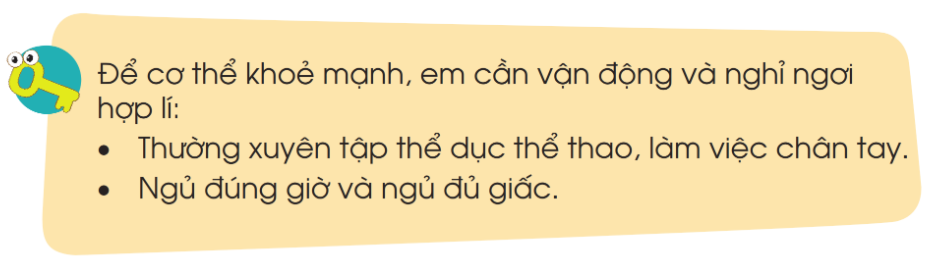 Để cơ thể khoẻ mạnh, em cần vận động và nghỉ ngơi
hợp lí:
• Thường xuyên tập thể dục thể thao, làm việc chân tay.
• Ngủ đúng giờ và ngủ đủ giấc.